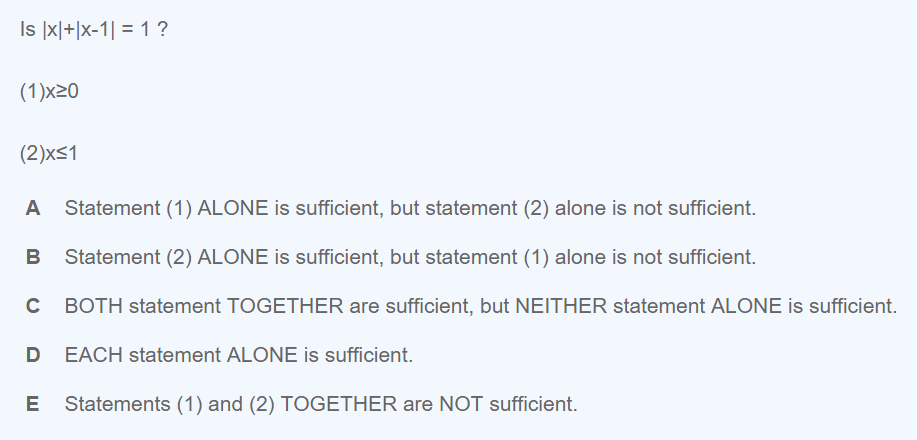 Is |x|+|x-1| = 1 ?
(1)x≥0
(2)x≤1
A Statement (1) ALONE is sufficient, but statement (2) alone is not sufficient.
B Statement (2) ALONE is sufficient, but statement (1) alone is not sufficient.
C BOTH statement TOGETHER are sufficient, but NEITHER statement ALONE is sufficient.
D EACH statement ALONE is sufficient.
E Statements (1) and (2) TOGETHER are NOT sufficient.